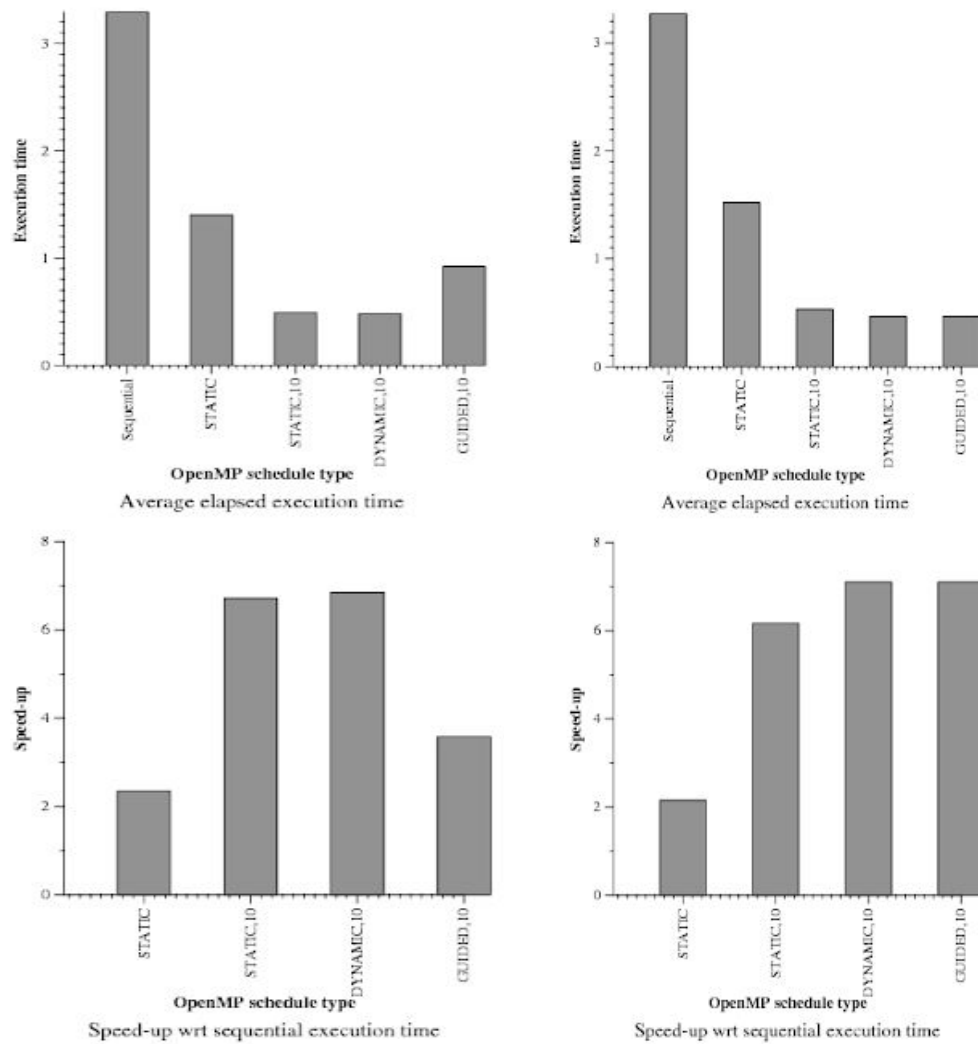 3
2
1
0
Execution time
Sequential
STATIC
STATIC,10
DYNAMIC,10
GUIDED,10
OpenMP schedule type
Average elapsed execution time
3
2
1
0
Execution time
Sequential
STATIC
STATIC,10
DYNAMIC,10
GUIDED,10
OpenMP schedule type
Average elapsed execution time
8
6
4
2
0
Speed-up
STATIC
STATIC,10
DYNAMIC,10
GUIDED,10
OpenMP schedule type
Speed-up wrt sequential execution time
8
6
4
2
0
Speed-up
STATIC
STATIC,10
DYNAMIC,10
GUIDED,10
OpenMP schedule type
Speed-up wrt sequential execution time